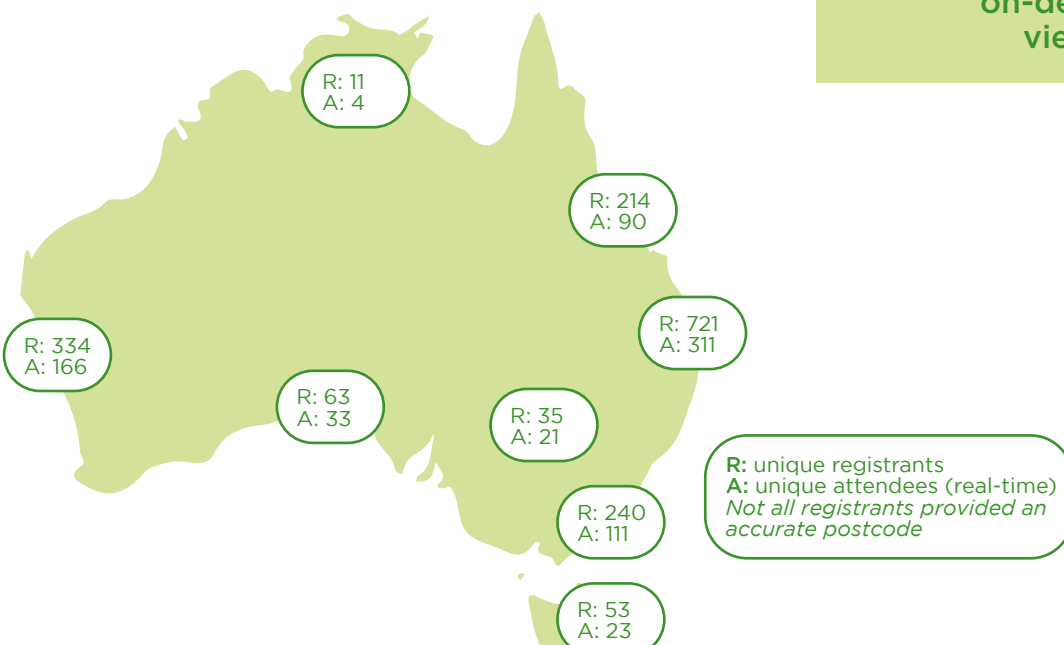 R: 11
A: 4
R: 214
A: 90
R: 721
A: 311
R: 334
A: 166
R: 63
A: 33
R: 35
A: 21
R: unique registrants
A: unique attendees (real-time)
Not all registrants provided an
accurate postcode
R: 240
A: 111
R: 53
A: 23